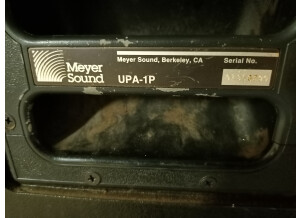 Meyer
Sound
Meyer Sound, Berkeley, CA
Serial No.
UPA-1P